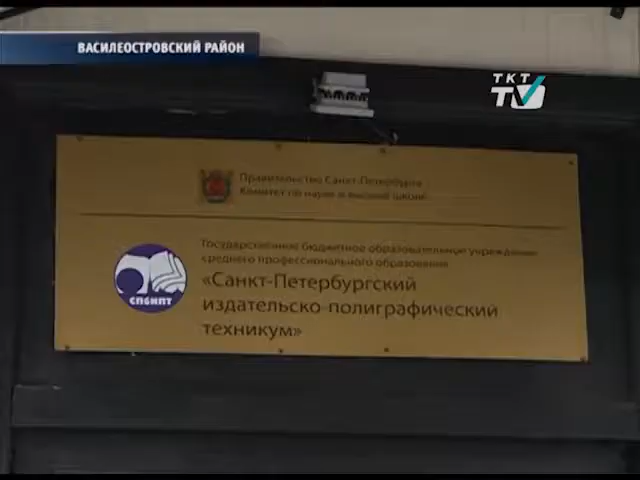 ВАСИЛЕОСТРОВСКИЙ РАЙОН
ТКТ
TV
Правительство Санкт-Петербурга
Комитет по науке и высшей школе
Государственное бюджетное образовательное учреждение
среднего профессионального образования
«Санкт-Петербургский
издательско-полиграфический
техникум»
СПБИПТ